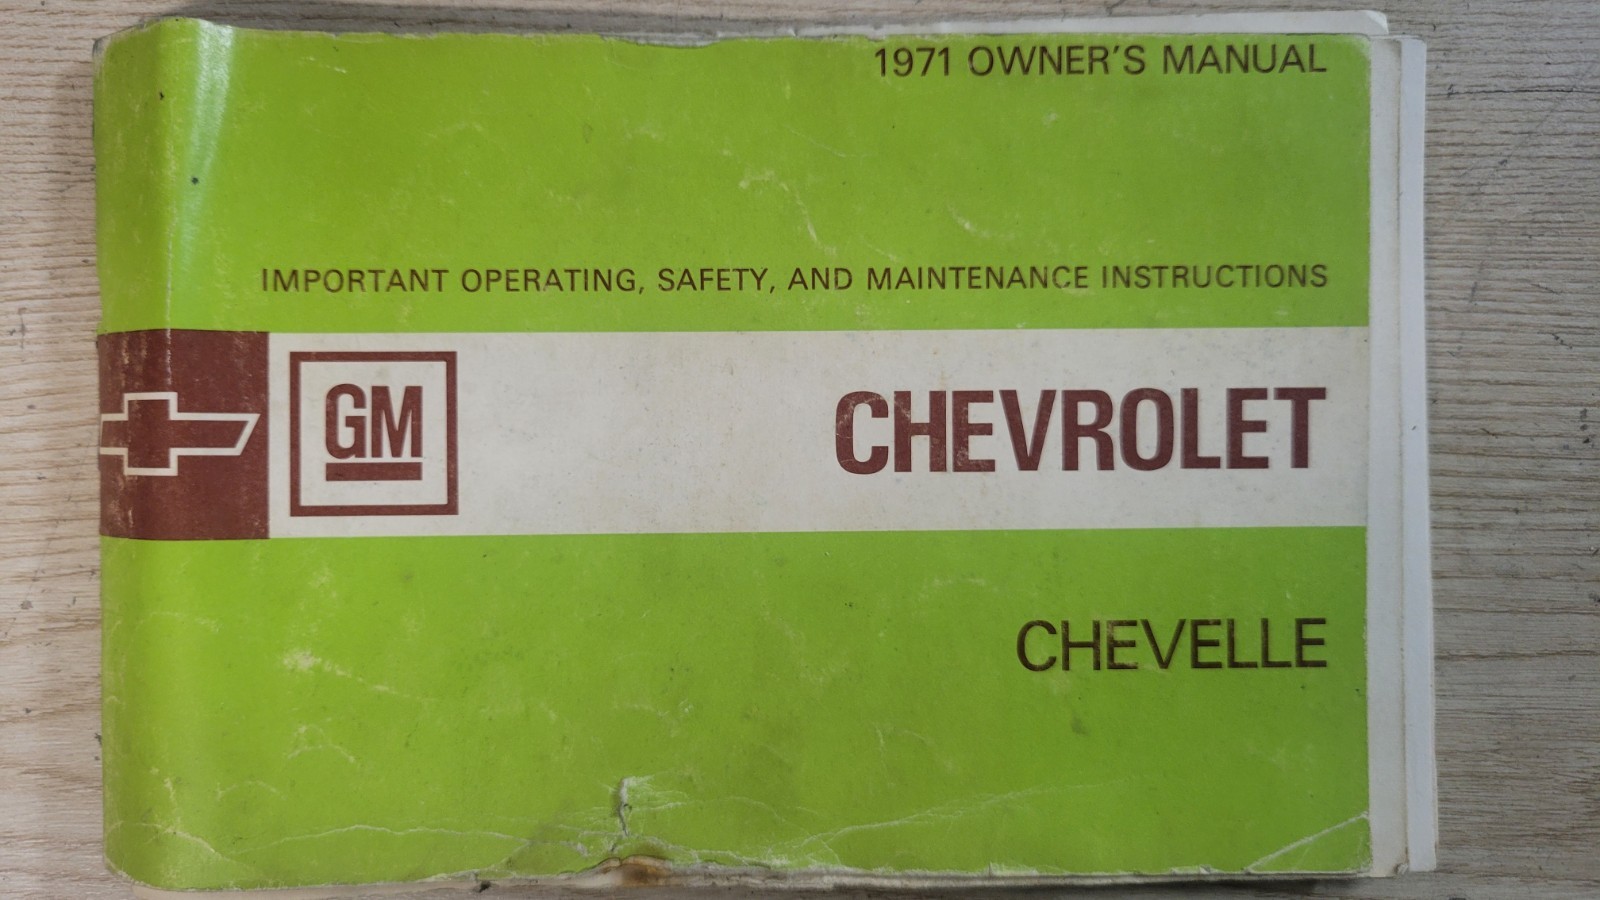 1971 OWNER'S MANUAL
IMPORTANT OPERATING, SAFETY, AND MAINTENANCE INSTRUCTIONS
GM
CHEVROLET
CHEVELLE